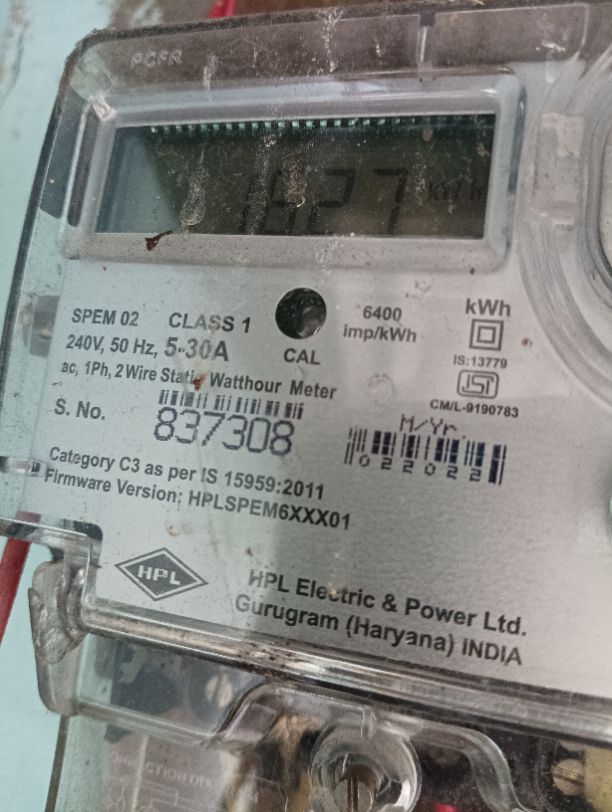 1827 kWh
SPEM 02 CLASS 1 6400 kWh
240V, 50 Hz, 5-30A CAL imp/kWh
IS:13779
ac, 1Ph, 2 Wire Static Watthour Meter
CM/L-9190783
S. No. 837308 M/Yr.
022022
Category C3 as per IS 15959:2011
Firmware Version: HPLSPEM6XXX01
HPL
HPL Electric & Power Ltd.
Gurugram (Haryana) INDIA